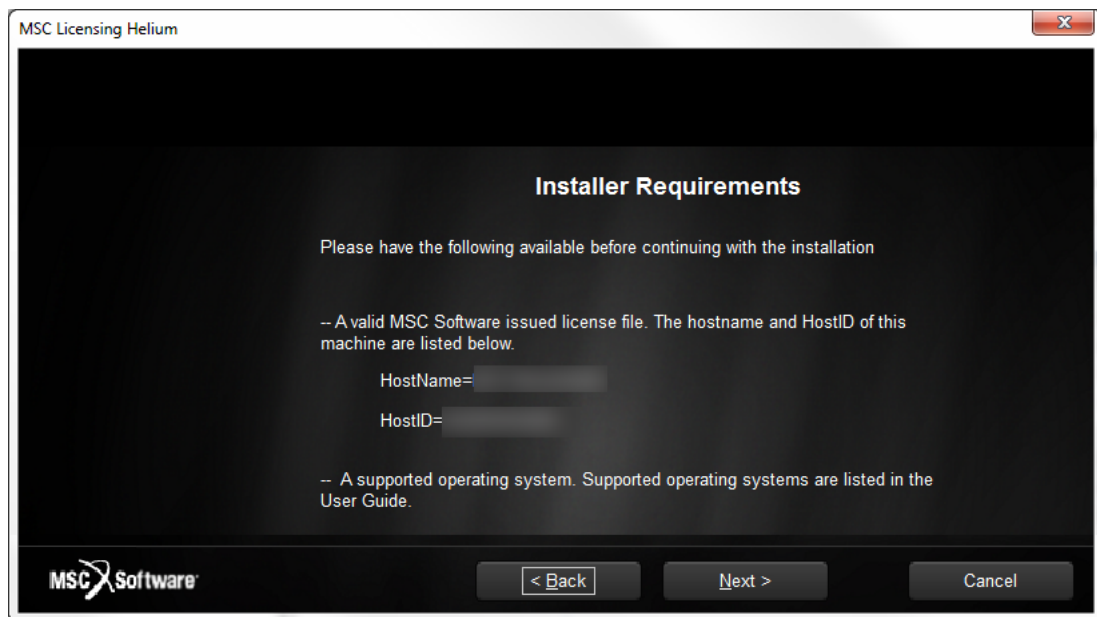 MSC Licensing Helium
Installer Requirements
Please have the following available before continuing with the installation
-- A valid MSC Software issued license file. The hostname and HostID of this
machine are listed below.
HostName=
HostID=
-- A supported operating system. Supported operating systems are listed in the
User Guide.
MSC Software
< Back
Next >
Cancel